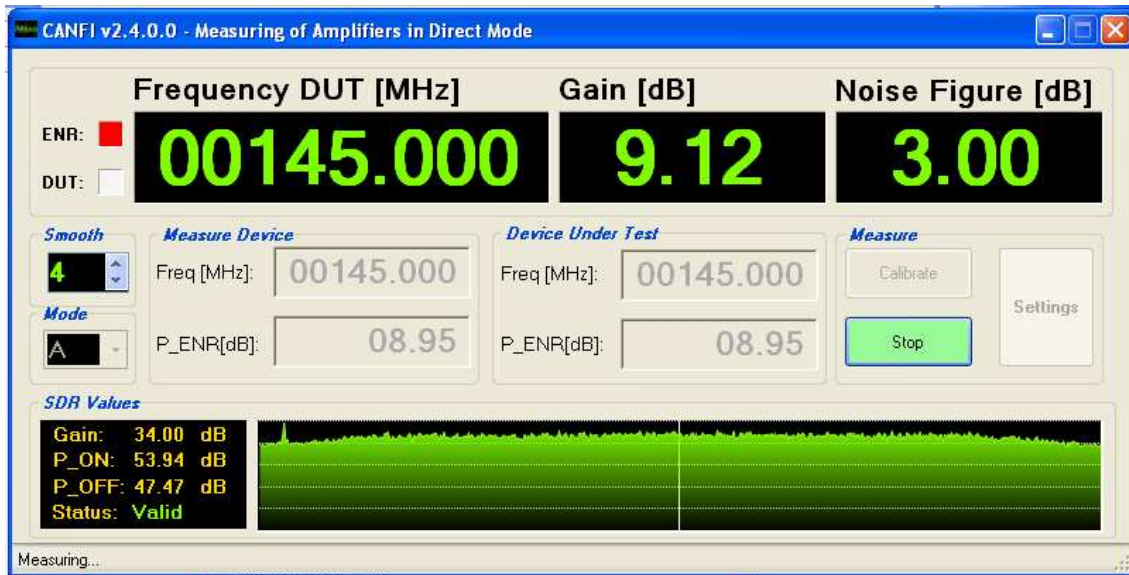 CANFI v2.4.0.0 - Measuring of Amplifiers in Direct Mode
Frequency DUT [MHz] Gain [dB] Noise Figure [dB]
ENR:
00145.000 9.12 3.00
DUT:
Smooth Measure Device Device Under Test Measure
4 Freq [MHz]: 00145.000 Freq [MHz]: 00145.000 Calibrate
Settings
Mode
A P_ENR[dB]: 08.95 P_ENR[dB]: 08.95 Stop
SDR Values
Gain: 34.00 dB
P_ON: 53.94 dB
P_OFF: 47.47 dB
Status: Valid
Measuring...